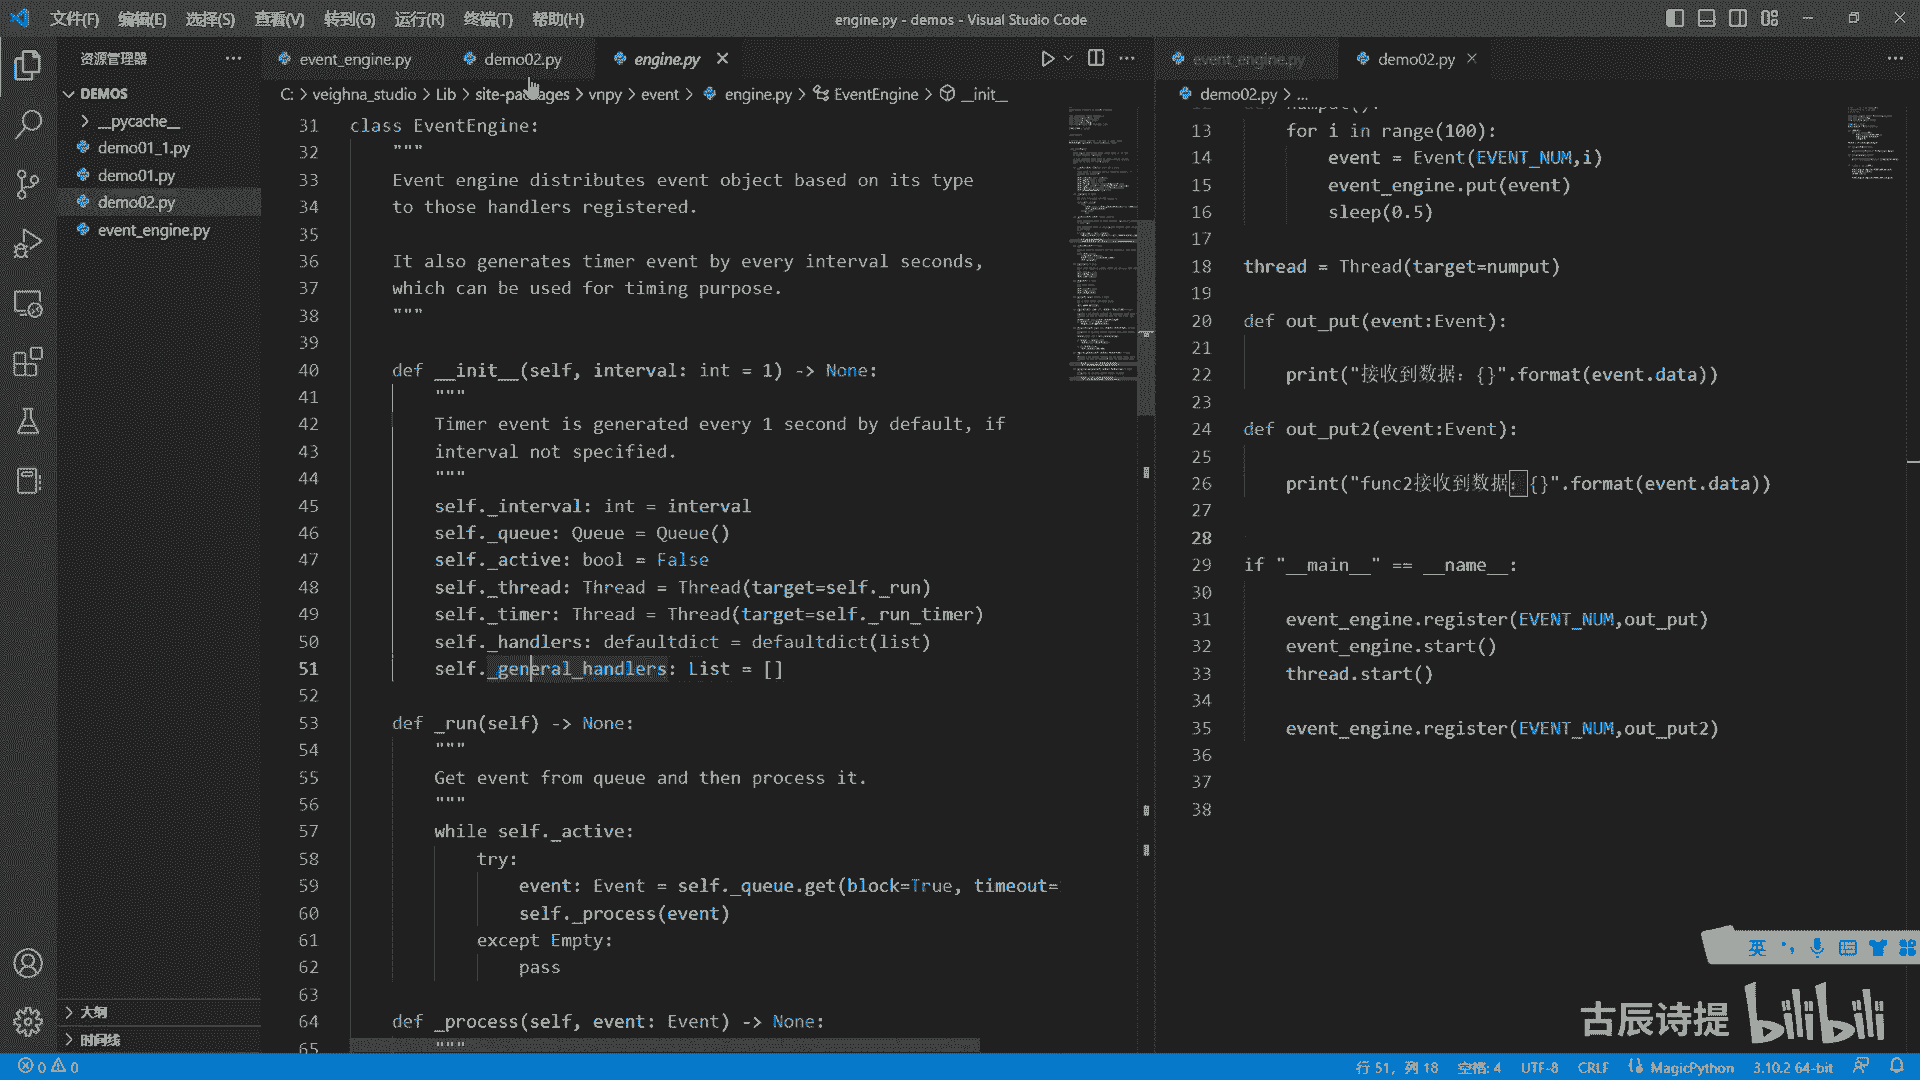 文件(F) 编辑(E) 选择(S) 查看(V) 转到(G) 运行(R) 终端(T) 帮助(H) engine.py - demos - Visual Studio Code
资源管理器
DEMOS
__pycache__
demo01_1.py
demo01.py
demo02.py
event_engine.py
大纲
时间线
event_engine.py demo02.py engine.py
C: > veighna_studio > Lib > site-packages > vnpy > event > engine.py > EventEngine > __init__
31 class EventEngine:
32 """
33 Event engine distributes event object based on its type
34 to those handlers registered.
35
36 It also generates timer event by every interval seconds,
37 which can be used for timing purpose.
38 """
39
40 def __init__(self, interval: int = 1) -> None:
41 """
42 Timer event is generated every 1 second by default, if
43 interval not specified.
44 """
45 self._interval: int = interval
46 self._queue: Queue = Queue()
47 self._active: bool = False
48 self._thread: Thread = Thread(target=self._run)
49 self._timer: Thread = Thread(target=self._run_timer)
50 self._handlers: defaultdict = defaultdict(list)
51 self._general_handlers: List = []
52
53 def _run(self) -> None:
54 """
55 Get event from queue and then process it.
56 """
57 while self._active:
58 try:
59 event: Event = self._queue.get(block=True, timeout=
60 self._process(event)
61 except Empty:
62 pass
63
64 def _process(self, event: Event) -> None:
65 """
event_engine.py demo02.py
demo02.py > ...
13 for i in range(100):
14 event = Event(EVENT_NUM,i)
15 event_engine.put(event)
16 sleep(0.5)
17
18 thread = Thread(target=numput)
19
20 def out_put(event:Event):
21
22 print("接收到数据：{}".format(event.data))
23
24 def out_put2(event:Event):
25
26 print("func2接收到数据：{}".format(event.data))
27
28
29 if "__main__" == __name__:
30
31 event_engine.register(EVENT_NUM,out_put)
32 event_engine.start()
33 thread.start()
34
35 event_engine.register(EVENT_NUM,out_put2)
36
37
38
英
古辰诗提 bilibili
0 0
行 51，列 18 空格: 4 UTF-8 CRLF MagicPython 3.10.2 64-bit